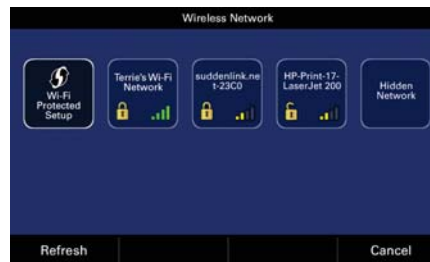 Wireless Network
Wi-Fi
Protected
Setup
Terrie's Wi-Fi
Network
suddenlink.ne
t-23C0
HP-Print-17-
LaserJet 200
Hidden
Network
Refresh
Cancel